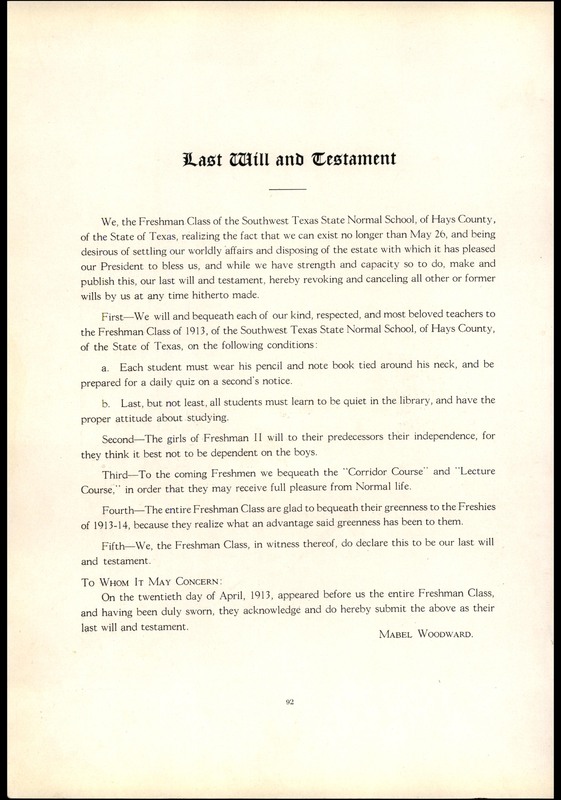 Last Will and Testament
We, the Freshman Class of the Southwest Texas State Normal School, of Hays County,
of the State of Texas, realizing the fact that we can exist no longer than May 26, and being
desirous of settling our worldly affairs and disposing of the estate with which it has pleased
our President to bless us, and while we have strength and capacity so to do, make and
publish this, our last will and testament, hereby revoking and canceling all other or former
wills by us at any time hitherto made.
First—We will and bequeath each of our kind, respected, and most beloved teachers to
the Freshman Class of 1913, of the Southwest Texas State Normal School, of Hays County,
of the State of Texas, on the following conditions:
a. Each student must wear his pencil and note book tied around his neck, and be
prepared for a daily quiz on a second's notice.
b. Last, but not least, all students must learn to be quiet in the library, and have the
proper attitude about studying.
Second—The girls of Freshman II will to their predecessors their independence, for
they think it best not to be dependent on the boys.
Third—To the coming Freshmen we bequeath the "Corridor Course" and "Lecture
Course," in order that they may receive full pleasure from Normal life.
Fourth—The entire Freshman Class are glad to bequeath their greenness to the Freshies
of 1913-14, because they realize what an advantage said greenness has been to them.
Fifth—We, the Freshman Class, in witness thereof, do declare this to be our last will
and testament.
To Whom It May Concern:
On the twentieth day of April, 1913, appeared before us the entire Freshman Class,
and having been duly sworn, they acknowledge and do hereby submit the above as their
last will and testament.
Mabel Woodward.
92